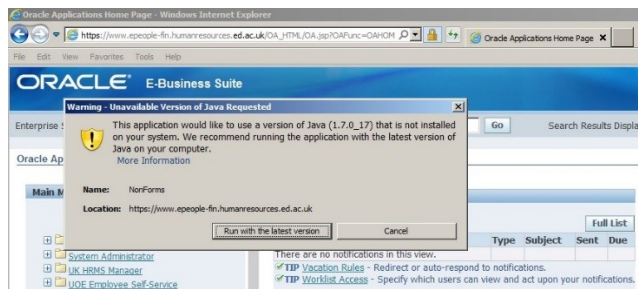 Oracle Applications Home Page - Windows Internet Explorer
https://www.epeople-fin.humanresources.ed.ac.uk/OA_HTML/OA.jsp?OAFunc=OAHOM
Oracle Applications Home Page
File Edit View Favorites Tools Help
ORACLE® E-Business Suite
Warning - Unavailable Version of Java Requested
This application would like to use a version of Java (1.7.0_17) that is not installed
on your system. We recommend running the application with the latest version of
Java on your computer.
More Information
Name: NonForms
Location: https://www.epeople-fin.humanresources.ed.ac.uk
Run with the latest version Cancel
Enterprise S
Go Search Results Displa
Oracle Ap
Main M
Full List
Type Subject Sent Due
There are no notifications in this view.
System Administrator
TIP Vacation Rules - Redirect or auto-respond to notifications.
UK HRMS Manager
TIP Worklist Access - Specify which users can view and act upon your notifications.
UOE Employee Self-Service